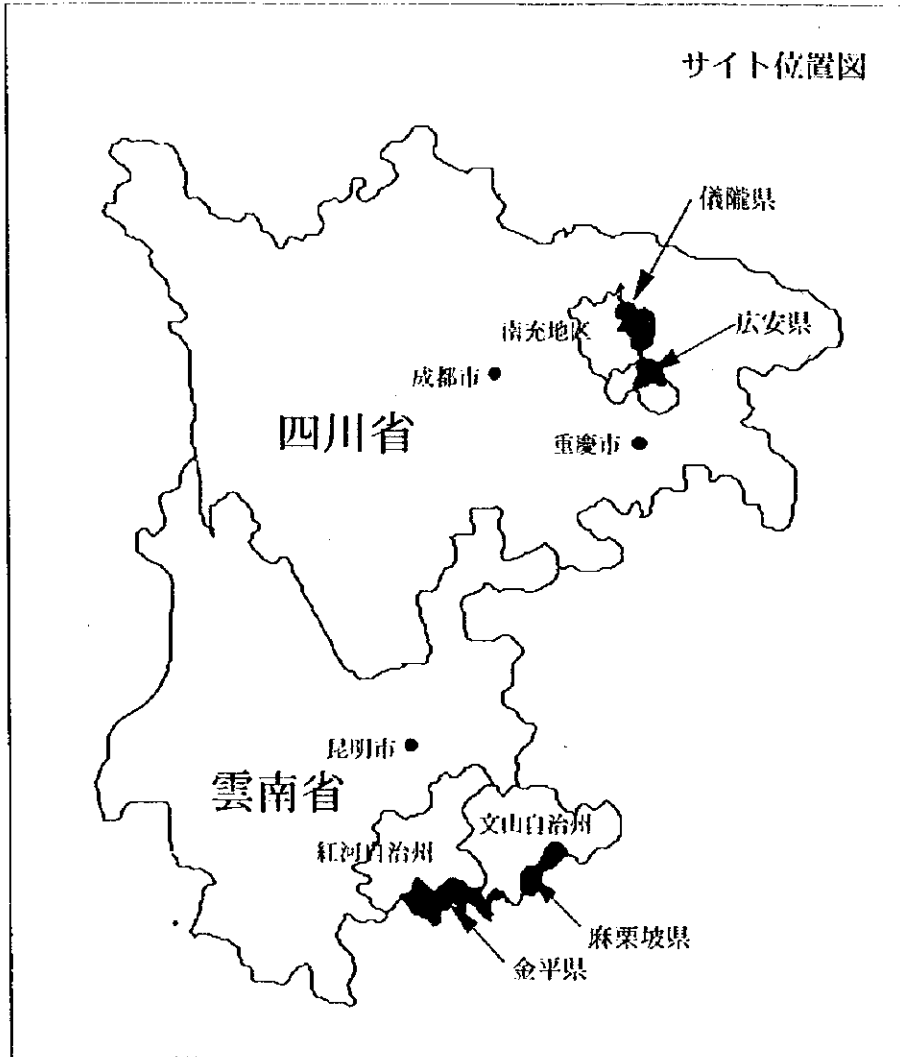 サイト位置図
儀隴県
南充地区
広安県
成都市
四川省
重慶市
昆明市
雲南省
文山自治州
紅河自治州
麻栗坡県
金平県